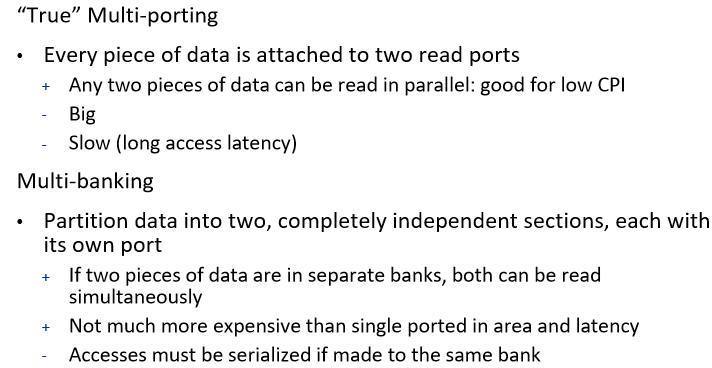 “True” Multi-porting
• Every piece of data is attached to two read ports
+ Any two pieces of data can be read in parallel: good for low CPI
- Big
- Slow (long access latency)
Multi-banking
• Partition data into two, completely independent sections, each with
its own port
+ If two pieces of data are in separate banks, both can be read
simultaneously
+ Not much more expensive than single ported in area and latency
- Accesses must be serialized if made to the same bank